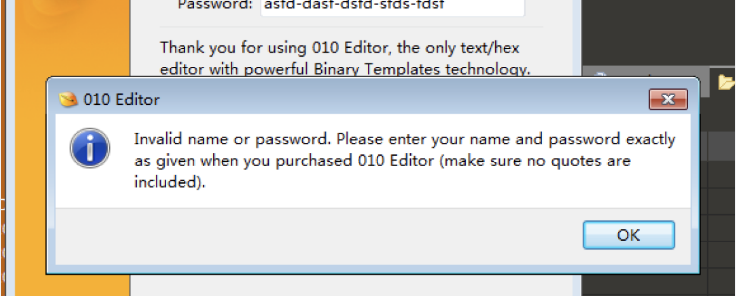 Password: asfd-dasf-dsfd-sfds-fdsf
Thank you for using 010 Editor, the only text/hex
editor with powerful Binary Templates technology.
010 Editor
Invalid name or password. Please enter your name and password exactly
as given when you purchased 010 Editor (make sure no quotes are
included).
OK